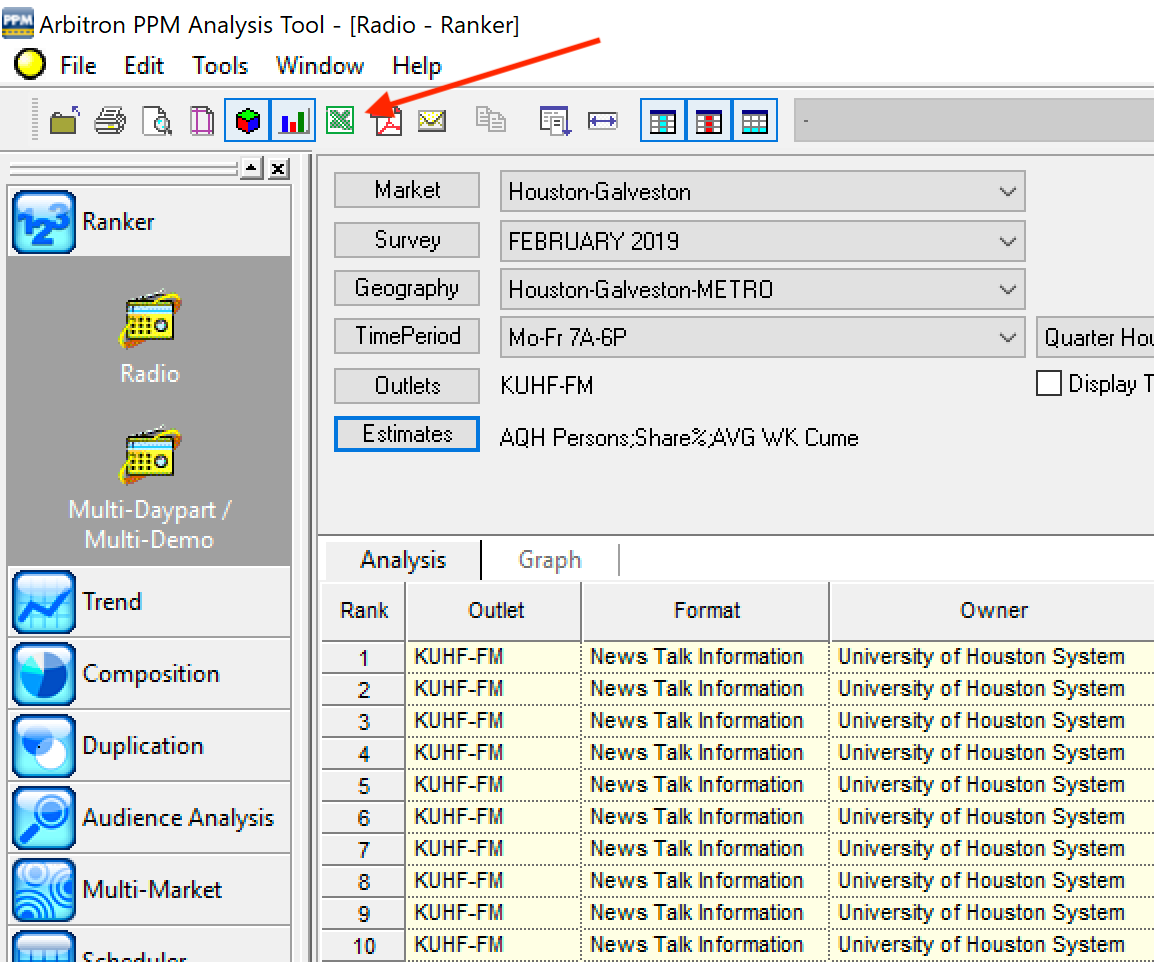 PPM Arbitron PPM Analysis Tool - [Radio - Ranker]
File Edit Tools Window Help
-
Ranker
Radio
Multi-Daypart /
Multi-Demo
Trend
Composition
Duplication
Audience Analysis
Multi-Market
Scheduler
Market Houston-Galveston
Survey FEBRUARY 2019
Geography Houston-Galveston-METRO
TimePeriod Mo-Fr 7A-6P Quarter Hou
Outlets KUHF-FM Display T
Estimates AQH Persons;Share%;AVG WK Cume
Analysis Graph
Rank Outlet Format Owner
1 KUHF-FM News Talk Information University of Houston System
2 KUHF-FM News Talk Information University of Houston System
3 KUHF-FM News Talk Information University of Houston System
4 KUHF-FM News Talk Information University of Houston System
5 KUHF-FM News Talk Information University of Houston System
6 KUHF-FM News Talk Information University of Houston System
7 KUHF-FM News Talk Information University of Houston System
8 KUHF-FM News Talk Information University of Houston System
9 KUHF-FM News Talk Information University of Houston System
10 KUHF-FM News Talk Information University of Houston System